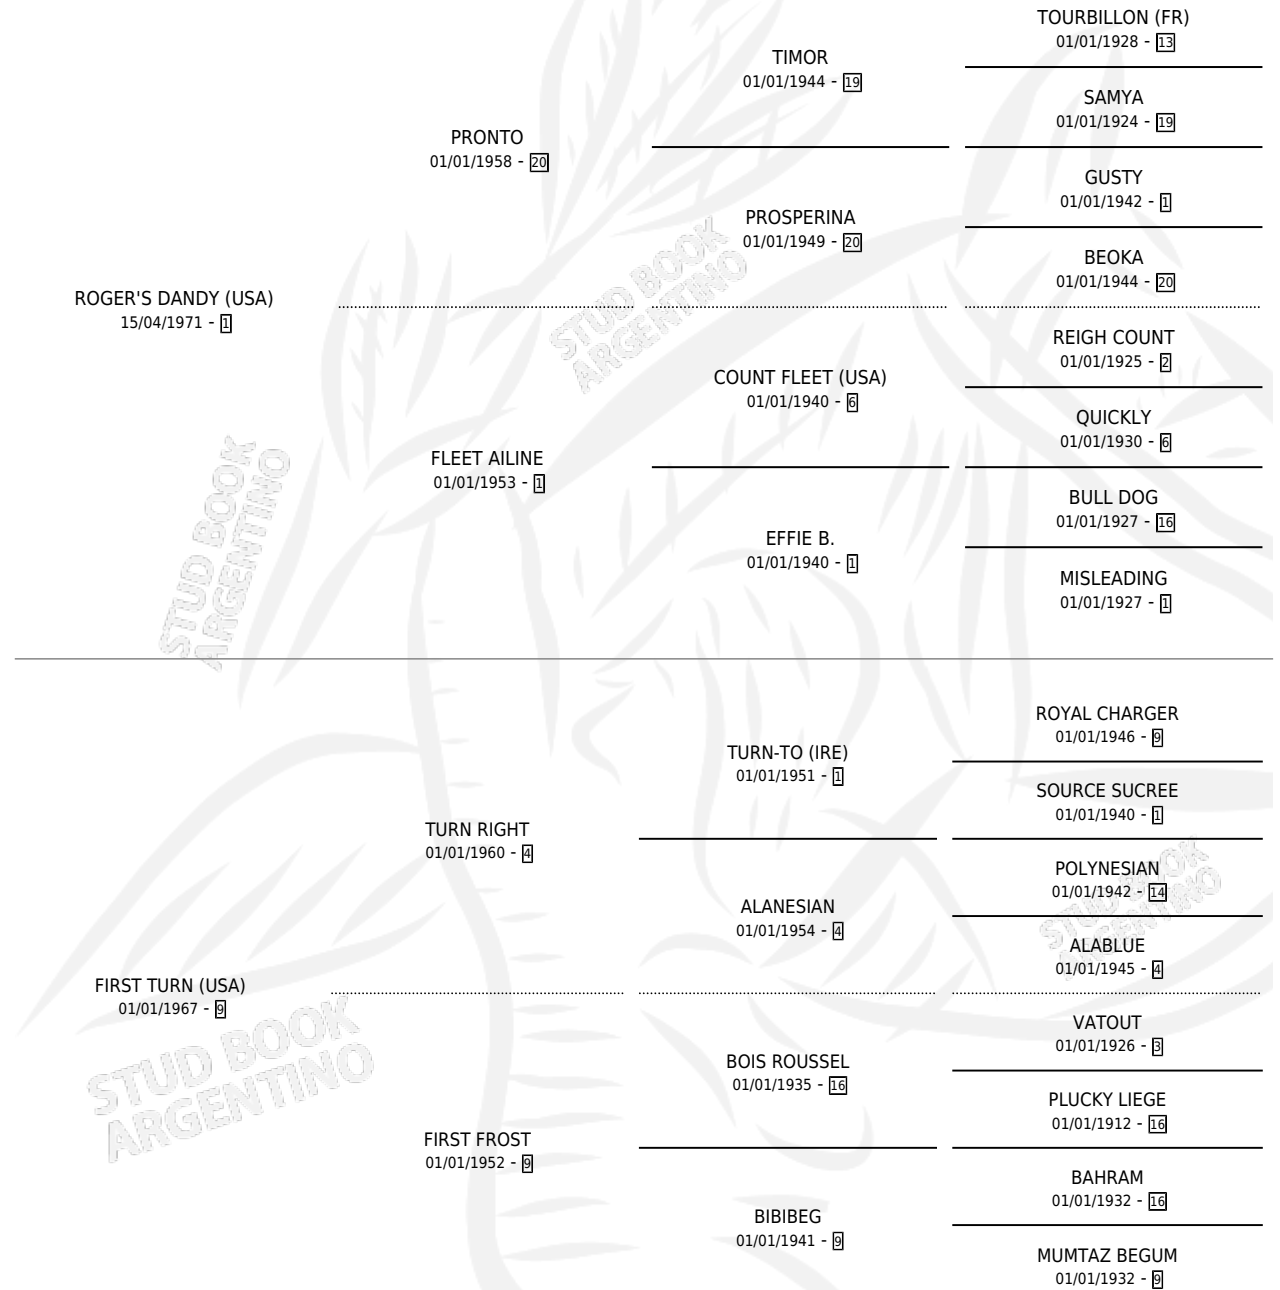 TOURBILLON (FR)
01/01/1928 - 13
TIMOR
01/01/1944 - 19
SAMYA
01/01/1924 - 19
PRONTO
01/01/1958 - 20
GUSTY
01/01/1942 - 1
PROSPERINA
01/01/1949 - 20
BEOKA
01/01/1944 - 20
ROGER'S DANDY (USA)
15/04/1971 - 1
REIGH COUNT
01/01/1925 - 2
COUNT FLEET (USA)
01/01/1940 - 6
QUICKLY
01/01/1930 - 6
FLEET AILINE
01/01/1953 - 1
BULL DOG
01/01/1927 - 16
EFFIE B.
01/01/1940 - 1
MISLEADING
01/01/1927 - 1
ROYAL CHARGER
01/01/1946 - 9
TURN-TO (IRE)
01/01/1951 - 1
SOURCE SUCREE
01/01/1940 - 1
TURN RIGHT
01/01/1960 - 4
POLYNESIAN
01/01/1942 - 14
ALANESIAN
01/01/1954 - 4
ALABLUE
01/01/1945 - 4
FIRST TURN (USA)
01/01/1967 - 9
VATOUT
01/01/1926 - 3
BOIS ROUSSEL
01/01/1935 - 16
PLUCKY LIEGE
01/01/1912 - 16
FIRST FROST
01/01/1952 - 9
BAHRAM
01/01/1932 - 16
BIBIBEG
01/01/1941 - 9
MUMTAZ BEGUM
01/01/1932 - 9
STUD BOOK
ARGENTINO
STUD BOOK
ARGENTINO
STUD BOOK
ARGENTINO
STUD BOOK
ARGENTINO